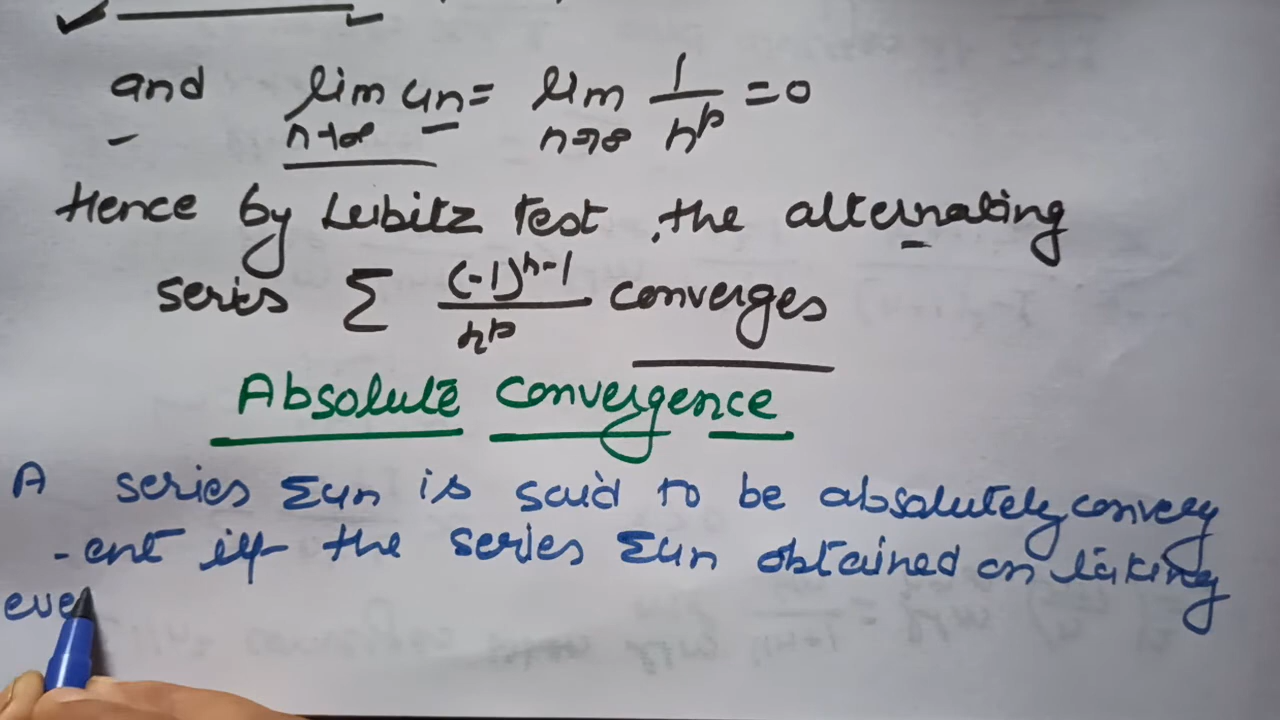 and lim un = lim 1/n^p = 0
n→∞ n→∞
Hence by Leibitz Test, the alternating
series Σ (-1)^n-1 / n^p converges
Absolute Convergence
A series Σun is said to be absolutely converg
-ent if the series Σun obtained on taking
eve